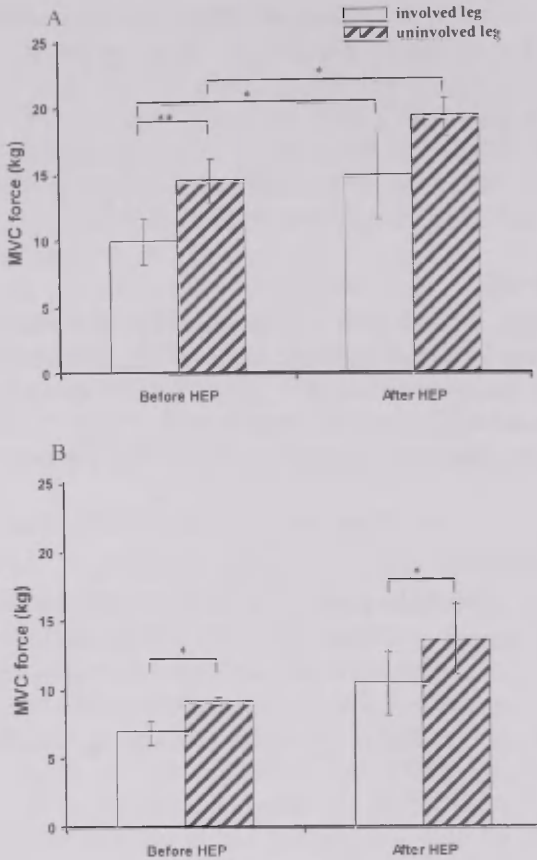 A
involved leg
uninvolved leg
25
20
15
10
5
0
MVC force (kg)
*
*
**
Before HEP
After HEP
B
25
20
15
10
5
0
MVC force (kg)
*
*
Before HEP
After HEP